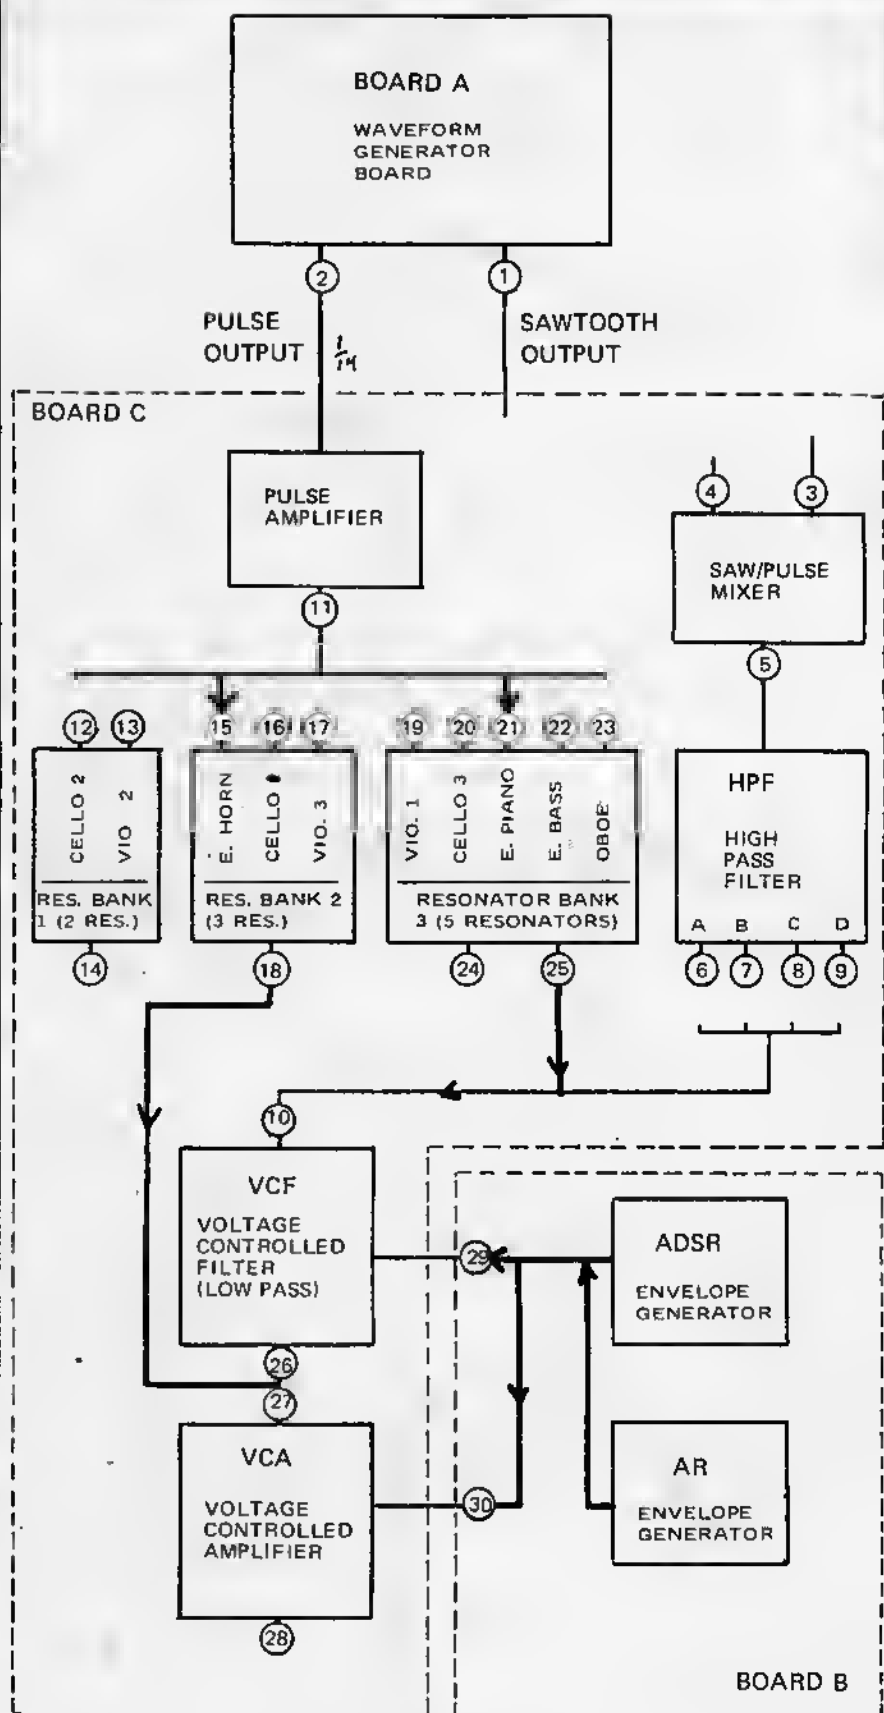 BOARD A
WAVEFORM
GENERATOR
BOARD
2
1
PULSE
OUTPUT
1/14
SAWTOOTH
OUTPUT
BOARD C
PULSE
AMPLIFIER
11
4
3
SAW/PULSE
MIXER
5
12
13
15
16
17
19
20
21
22
23
CELLO 2
VIO 2
E. HORN
CELLO
VIO. 3
VIO. 1
CELLO 3
E. PIANO
E. BASS
OBOE
RES. BANK
1 (2 RES.)
RES. BANK 2
(3 RES.)
RESONATOR BANK
3 (5 RESONATORS)
HPF
HIGH
PASS
FILTER
A B C D
14
18
24
25
6
7
8
9
10
VCF
VOLTAGE
CONTROLLED
FILTER
(LOW PASS)
29
ADSR
ENVELOPE
GENERATOR
26
27
VCA
VOLTAGE
CONTROLLED
AMPLIFIER
30
AR
ENVELOPE
GENERATOR
28
BOARD B